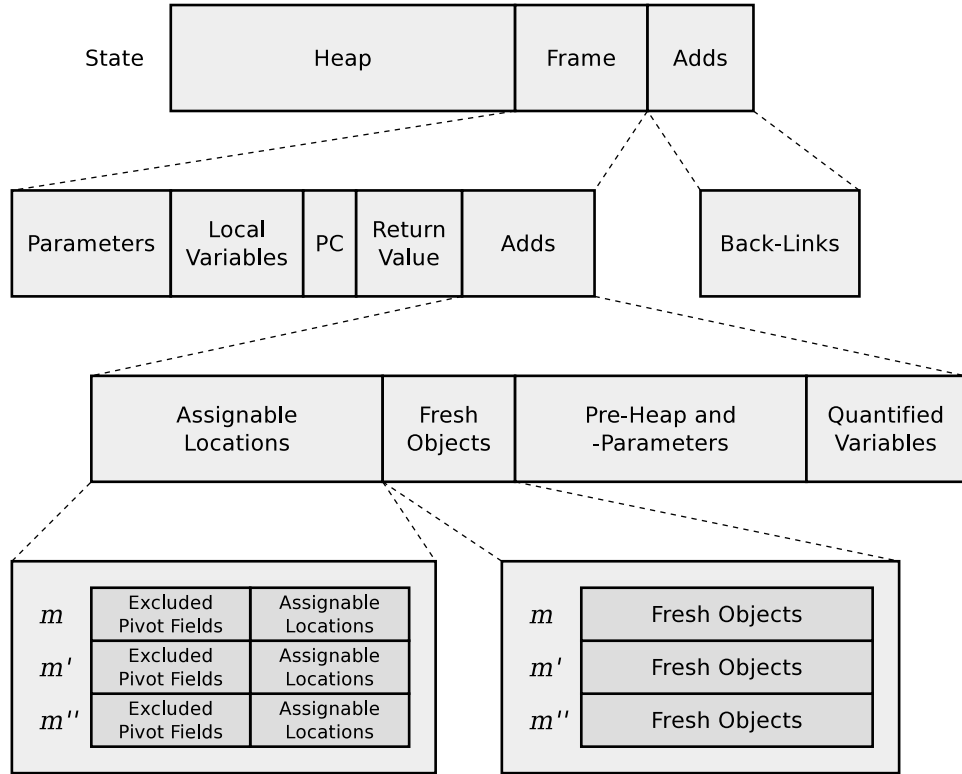 State Heap Frame Adds
Parameters
Local
Variables
PC
Return
Value
Adds
Back-Links
Assignable
Locations
Fresh
Objects
Pre-Heap and
-Parameters
Quantified
Variables
m
Excluded
Pivot Fields
Assignable
Locations
m'
Excluded
Pivot Fields
Assignable
Locations
m''
Excluded
Pivot Fields
Assignable
Locations
m Fresh Objects
m' Fresh Objects
m'' Fresh Objects